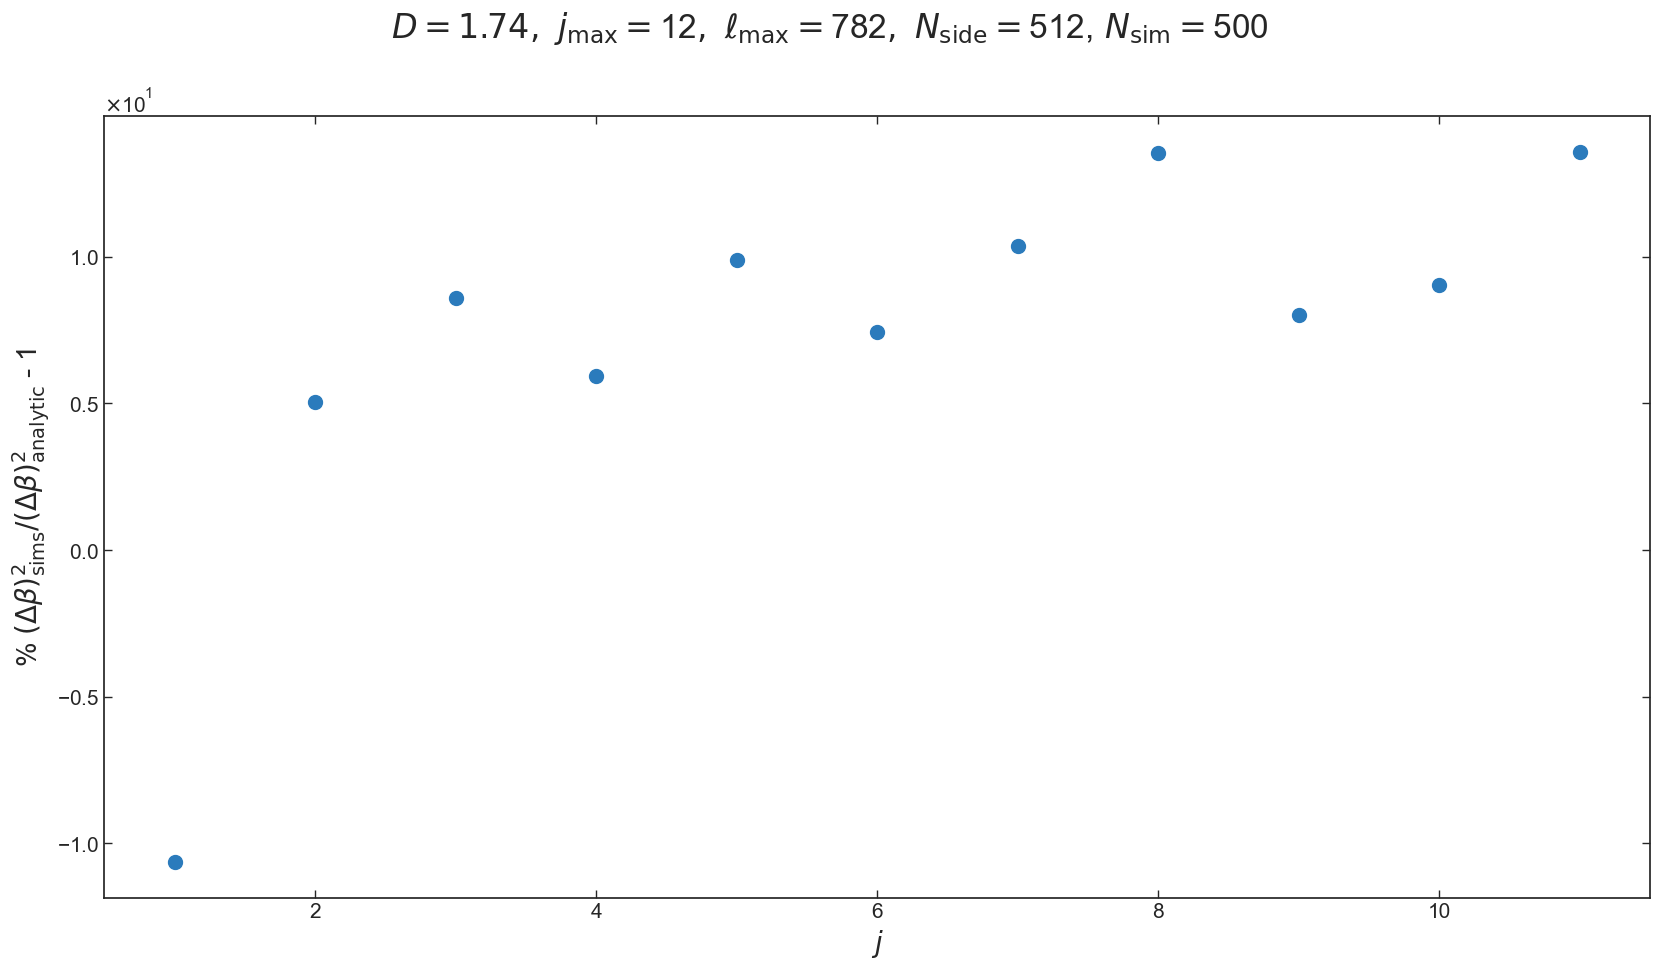 D = 1.74, j_max = 12, ℓ_max = 782, N_side = 512, N_sim = 500
×10^1
1.0
0.5
0.0
−0.5
−1.0
% (Δβ)^2_sims/(Δβ)^2_analytic - 1
2 4 6 8 10
j